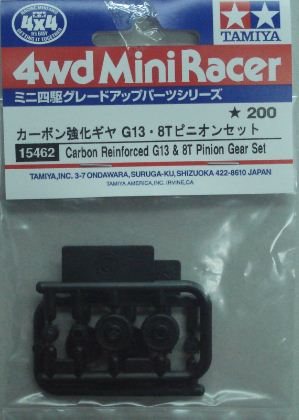 RACING MINI 4WD
4x4
TAMIYA
4wd Mini Racer
ミニ四駆グレードアップパーツシリーズ
★ 200
カーボン強化ギヤ G13・8Tピニオンセット
15462 Carbon Reinforced G13 & 8T Pinion Gear Set
TAMIYA,INC. 3-7 ONDAWARA,SURUGA-KU,SHIZUOKA 422-8610 JAPAN
TAMIYA AMERICA,INC. IRVINE,CA